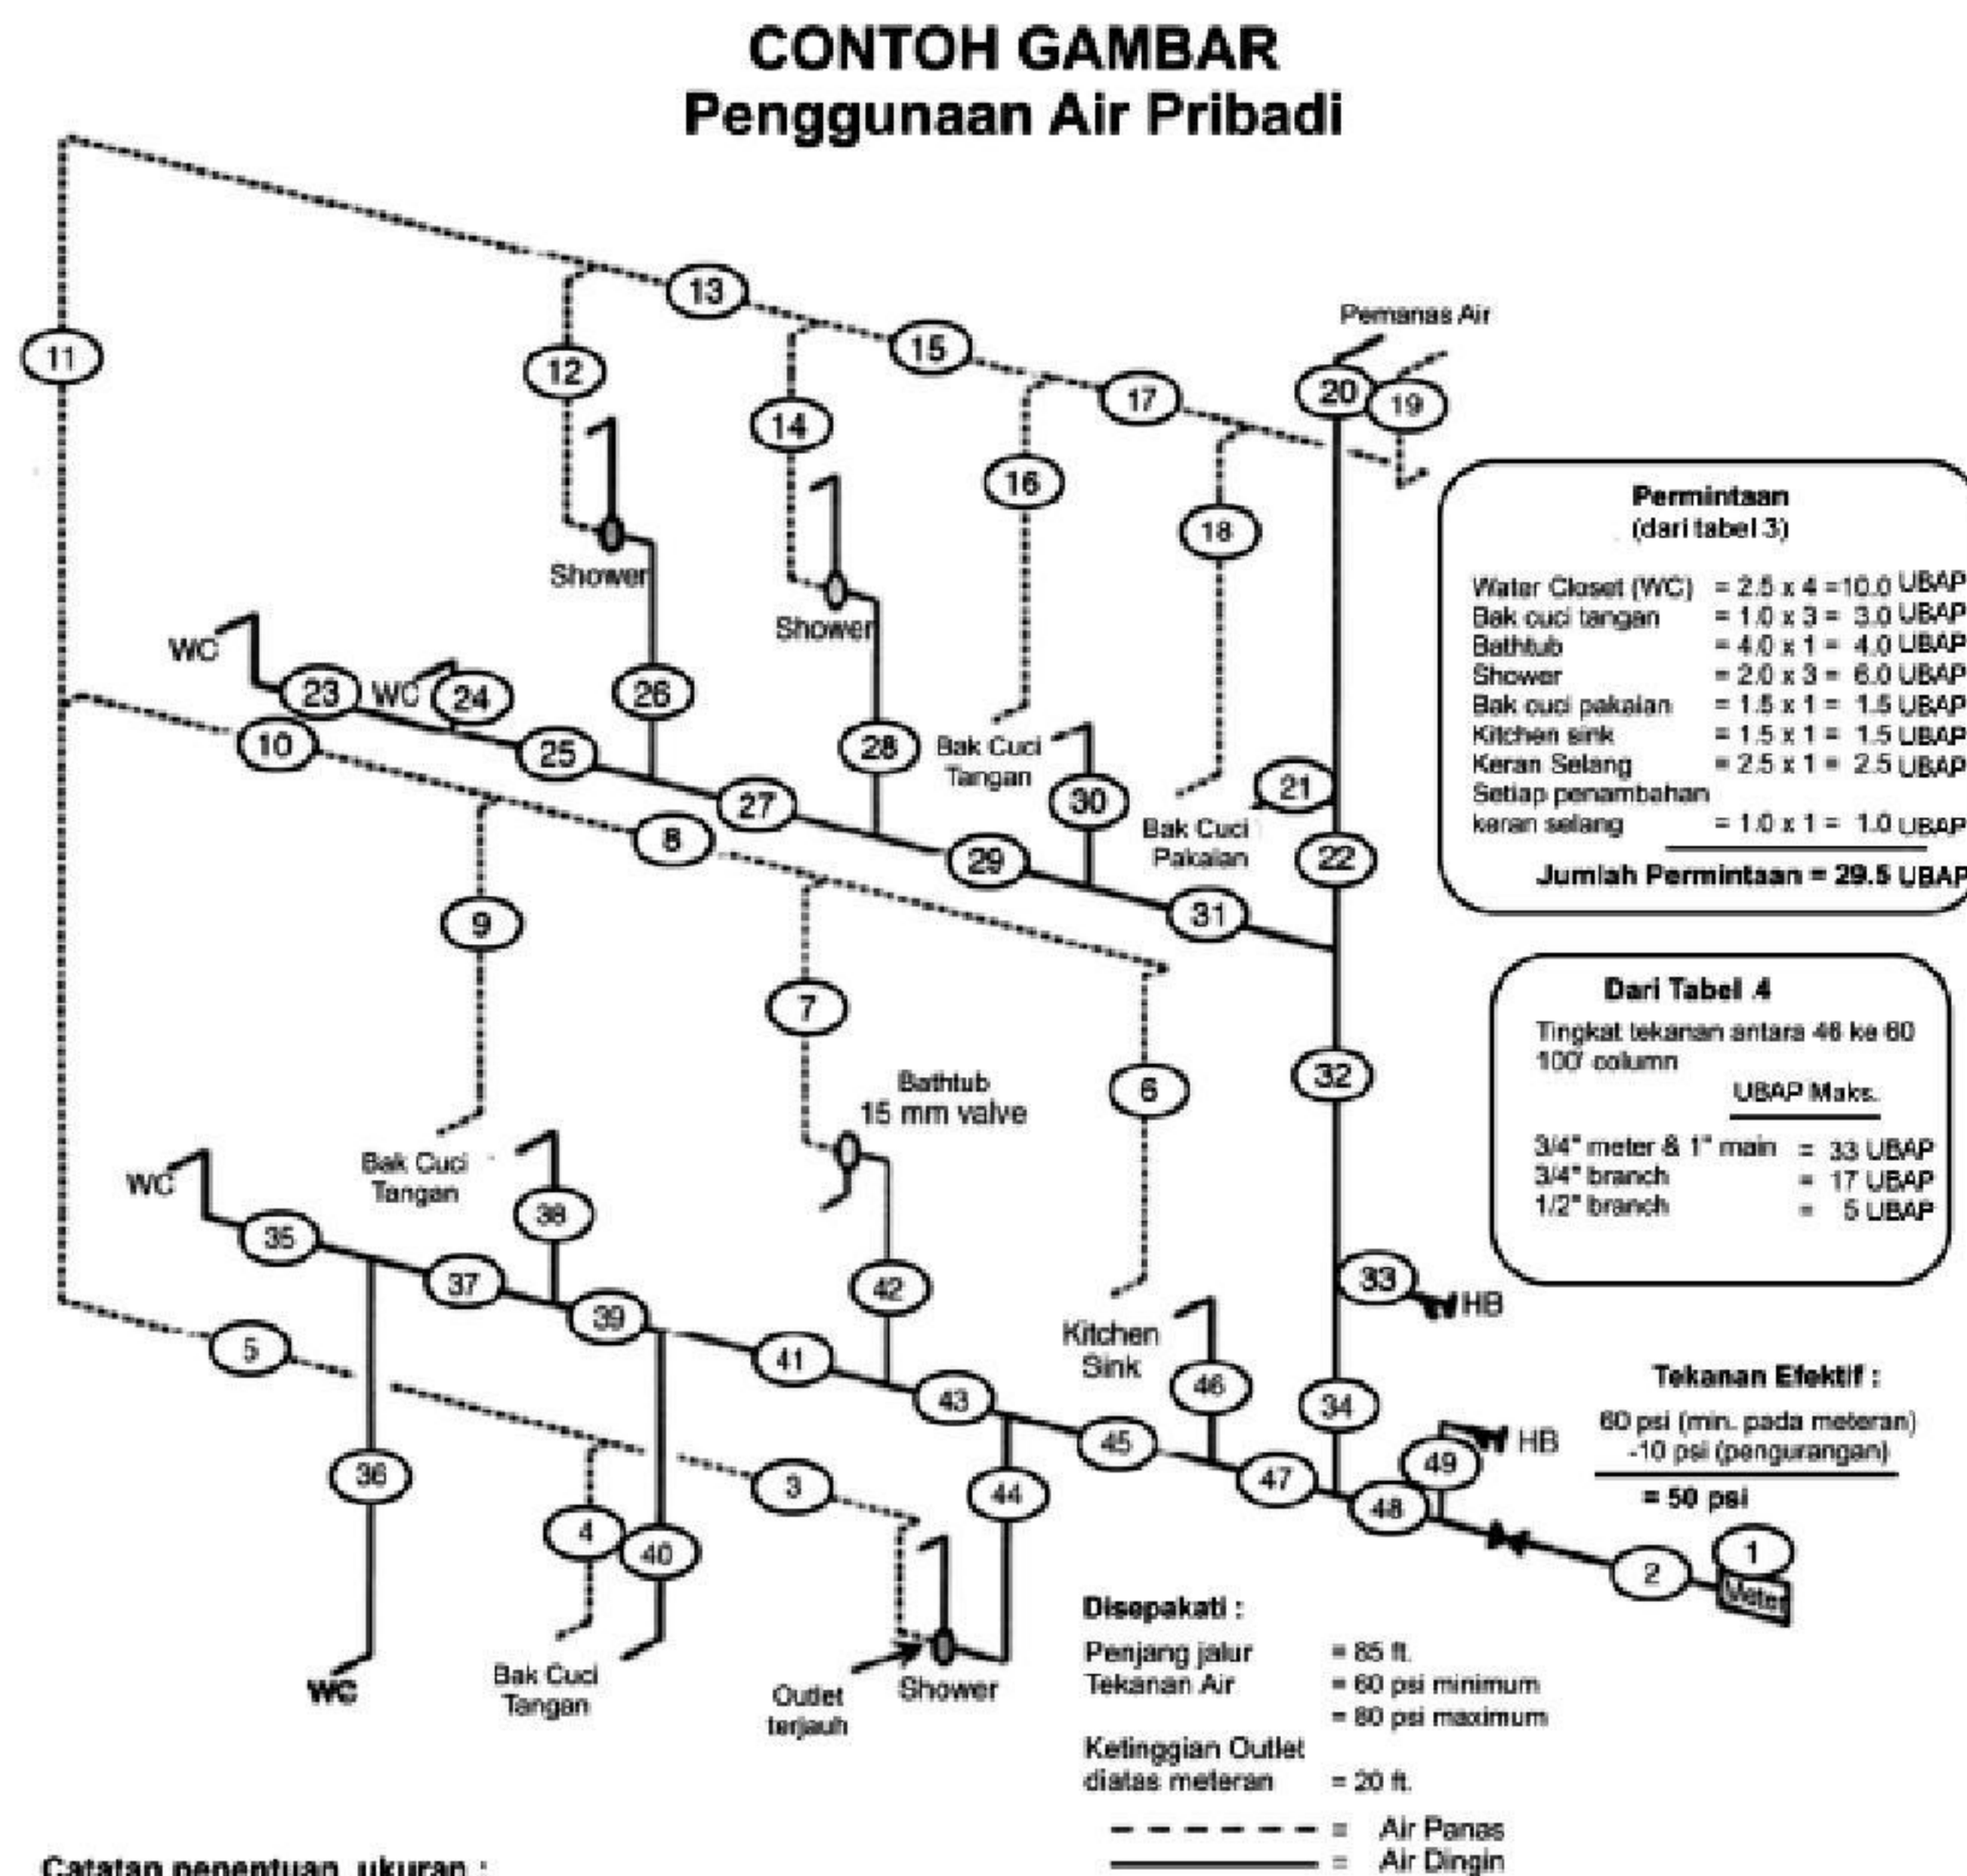 CONTOH GAMBAR
Penggunaan Air Pribadi
13
11
12
15
14
17
Pemanas Air
20
19
16
18
Shower
Shower
WC
23
WC
24
26
10
25
28
27
8
Bak Cuci
Tangan
30
21
Bak Cuci
Pakaian
29
22
31
9
7
6
32
Bathtub
15 mm valve
WC
Bak Cuci
Tangan
38
35
37
39
42
33
HB
5
41
43
Kitchen
Sink
46
34
36
3
45
44
47
48
49
HB
4
40
2
1
Meter
WC
Bak Cuci
Tangan
Outlet
terjauh
Shower
Permintaan
(dari tabel 3)
Water Closet (WC) = 2.5 x 4 =10.0 UBAP
Bak cuci tangan = 1.0 x 3 = 3.0 UBAP
Bathtub = 4.0 x 1 = 4.0 UBAP
Shower = 2.0 x 3 = 6.0 UBAP
Bak cuci pakaian = 1.5 x 1 = 1.5 UBAP
Kitchen sink = 1.5 x 1 = 1.5 UBAP
Keran Selang = 2.5 x 1 = 2.5 UBAP
Setiap penambahan
keran selang = 1.0 x 1 = 1.0 UBAP
Jumlah Permintaan = 29.5 UBAP
Dari Tabel .4
Tingkat tekanan antara 46 ke 60
100' column
UBAP Maks.
3/4" meter & 1" main = 33 UBAP
3/4" branch = 17 UBAP
1/2" branch = 5 UBAP
Tekanan Efektif :
60 psi (min. pada meteran)
-10 psi (pengurangan)
= 50 psi
Disepakati :
Penjang jalur = 85 ft.
Tekanan Air = 60 psi minimum
= 80 psi maximum
Ketinggian Outlet
diatas meteran = 20 ft.
= Air Panas
= Air Dingin
Catatan penentuan ukuran :